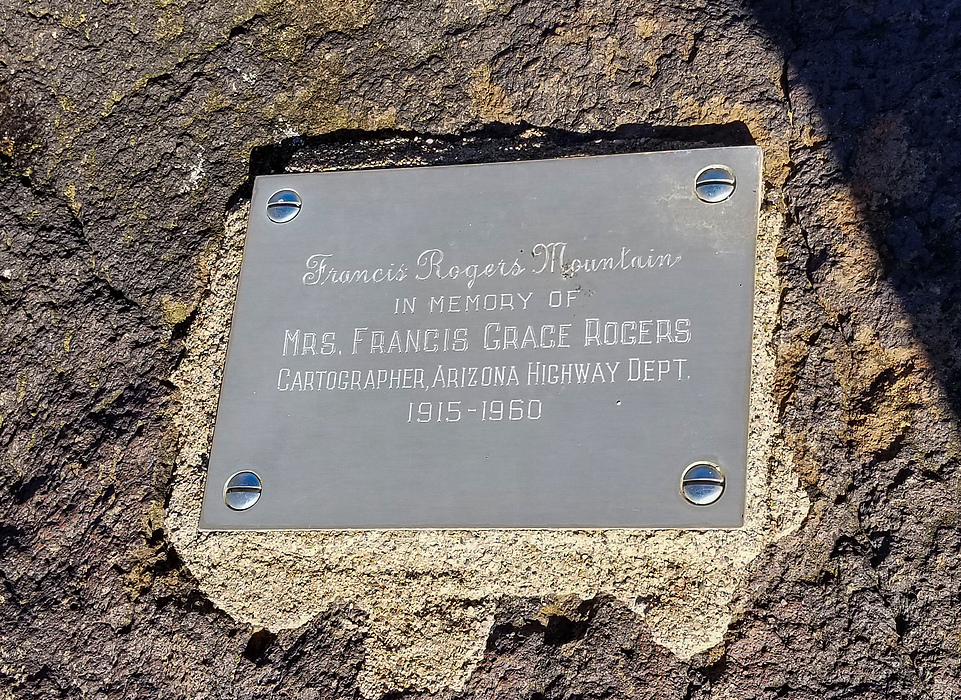 Francis Rogers Mountain
IN MEMORY OF
MRS. FRANCIS GRACE ROGERS
CARTOGRAPHER, ARIZONA HIGHWAY DEPT.
1915-1960